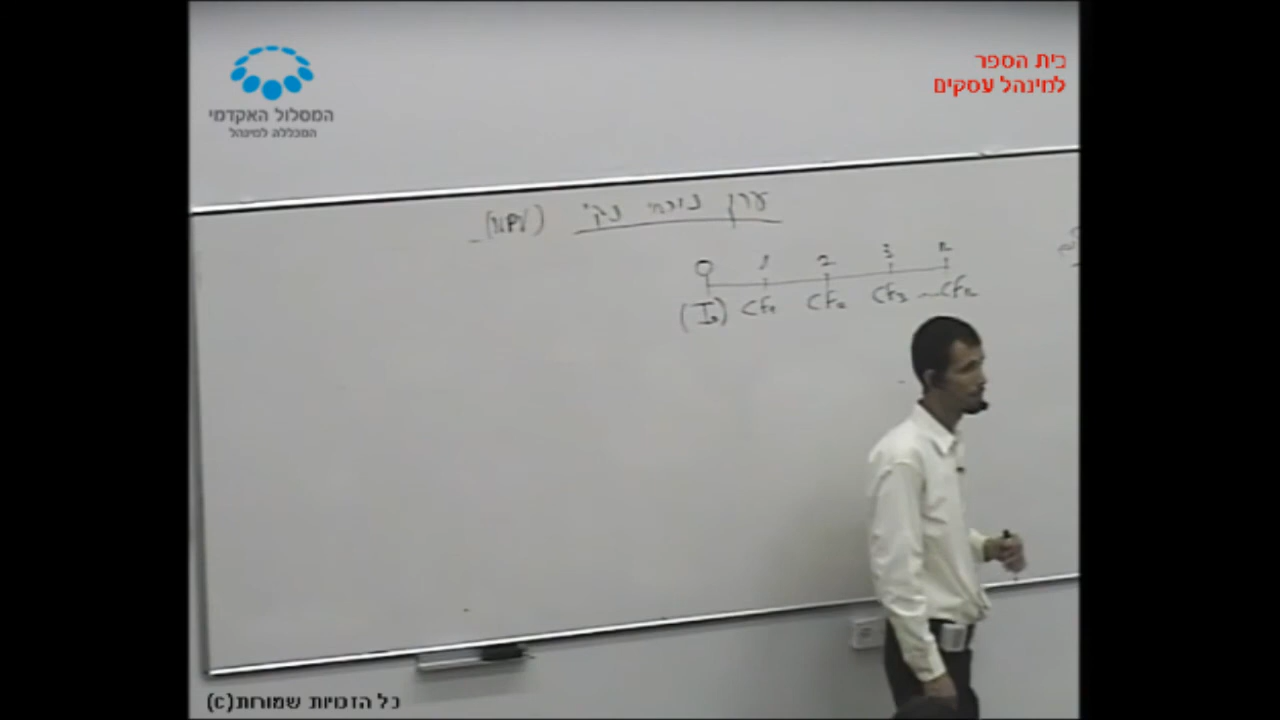 המסלול האקדמי
המכללה למינהל
בית הספר
למינהל עסקים
ערך נוכחי נקי (NPV)
0 1 2 3 n
(I₀) CF₁ CF₂ CF₃ ... CFₙ
כל הזכויות שמורות(c)